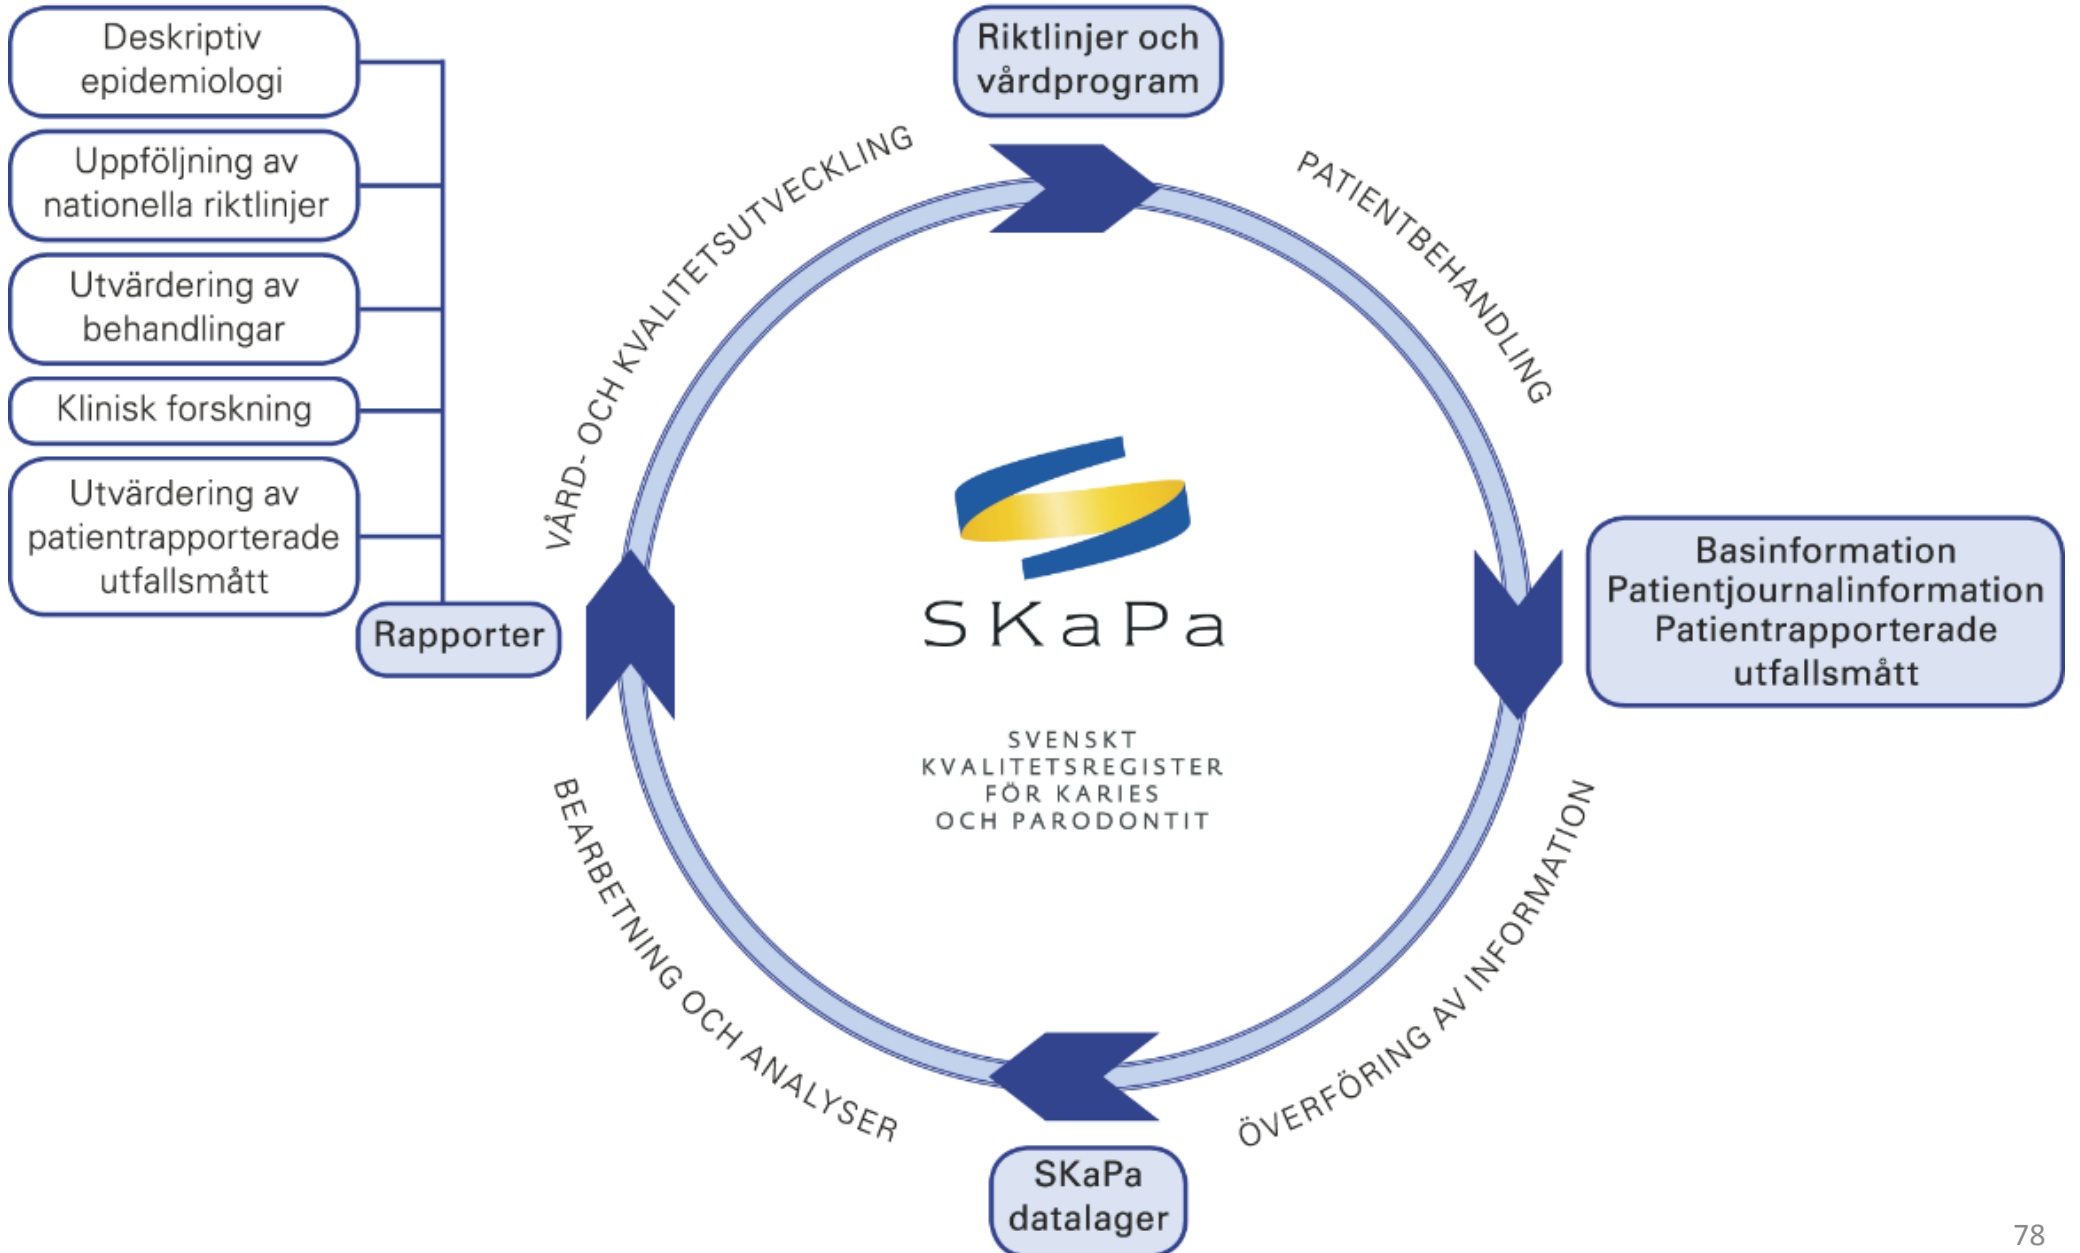 Deskriptiv
epidemiologi
Uppföljning av
nationella riktlinjer
Utvärdering av
behandlingar
Klinisk forskning
Utvärdering av
patientrapporterade
utfallsmått
Rapporter
Riktlinjer och
vårdprogram
VÅRD- OCH KVALITETSUTVECKLING
PATIENTBEHANDLING
Basinformation
Patientjournalinformation
Patientrapporterade
utfallsmått
SKaPa
SVENSKT
KVALITETSREGISTER
FÖR KARIES
OCH PARODONTIT
BEARBETNING OCH ANALYSER
ÖVERFÖRING AV INFORMATION
SKaPa
datalager
78